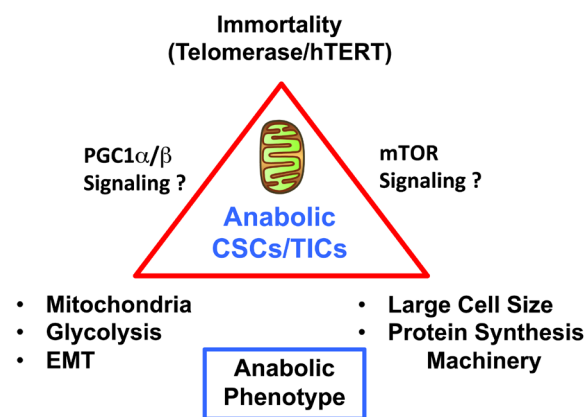 Immortality
(Telomerase/hTERT)
PGC1α/β
Signaling ?
mTOR
Signaling ?
Anabolic
CSCs/TICs
• Mitochondria
• Glycolysis
• EMT
• Large Cell Size
• Protein Synthesis
Machinery
Anabolic
Phenotype